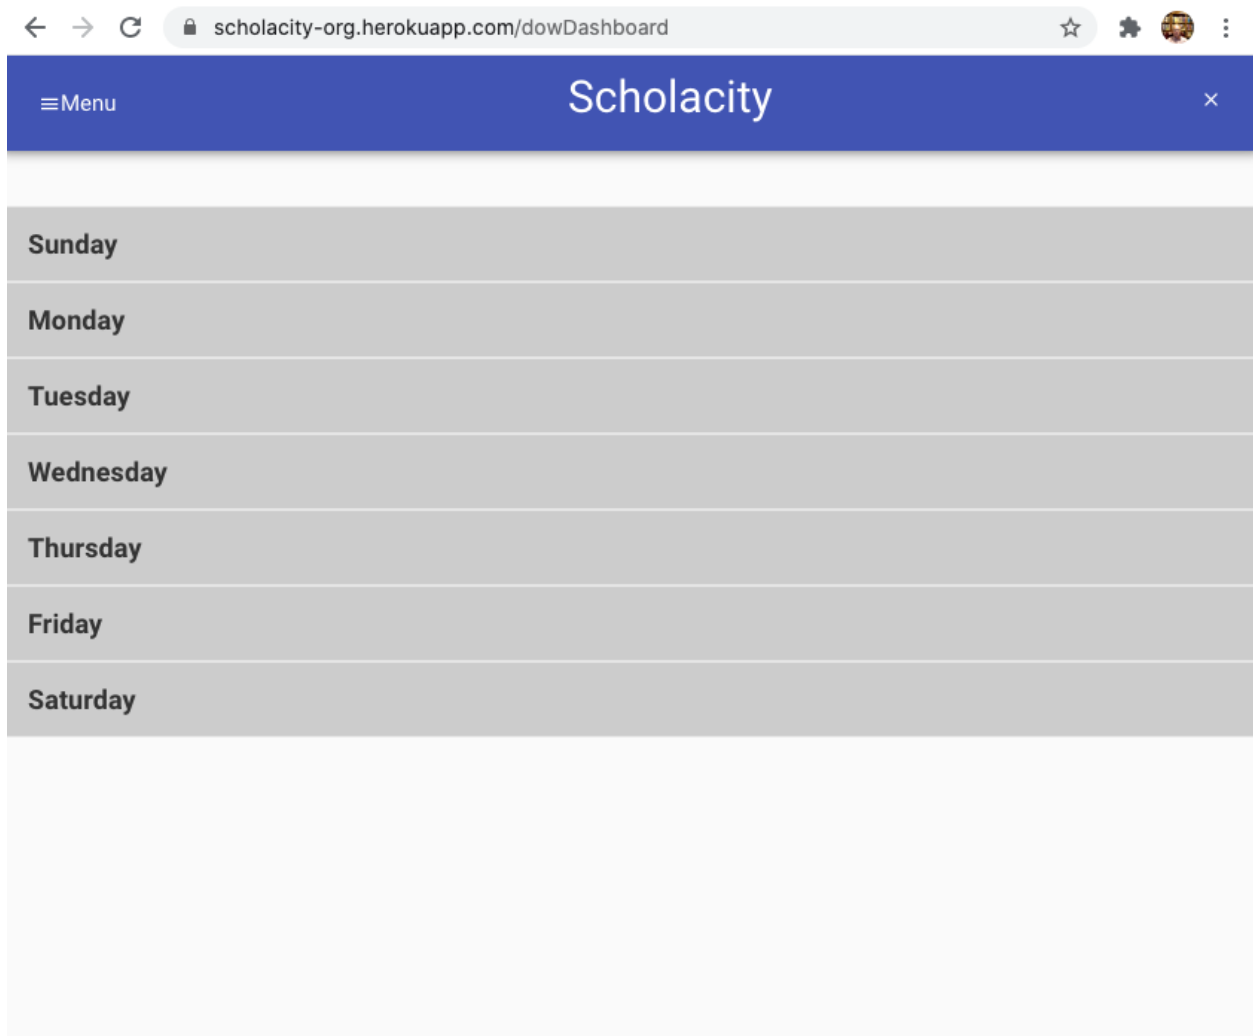 scholacity-org.herokuapp.com/dowDashboard
Menu
Scholacity
Sunday
Monday
Tuesday
Wednesday
Thursday
Friday
Saturday